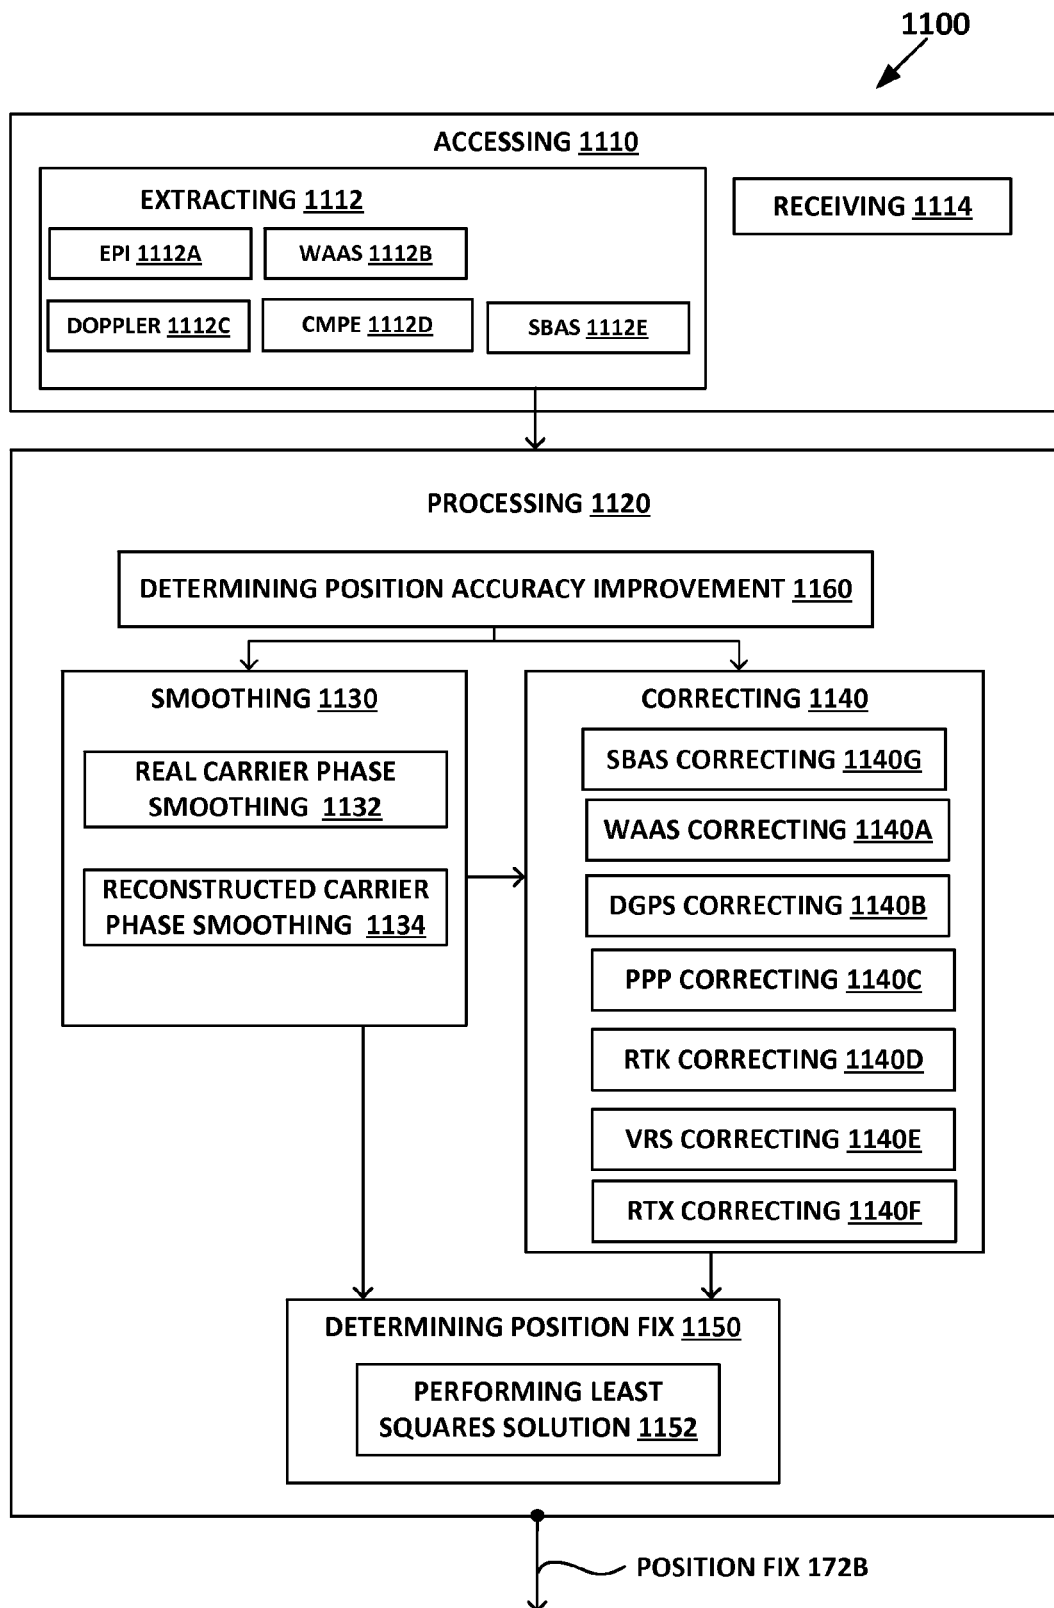 1100
ACCESSING 1110
EXTRACTING 1112
RECEIVING 1114
EPI 1112A
WAAS 1112B
DOPPLER 1112C
CMPE 1112D
SBAS 1112E
PROCESSING 1120
DETERMINING POSITION ACCURACY IMPROVEMENT 1160
SMOOTHING 1130
REAL CARRIER PHASE
SMOOTHING 1132
RECONSTRUCTED CARRIER
PHASE SMOOTHING 1134
CORRECTING 1140
SBAS CORRECTING 1140G
WAAS CORRECTING 1140A
DGPS CORRECTING 1140B
PPP CORRECTING 1140C
RTK CORRECTING 1140D
VRS CORRECTING 1140E
RTX CORRECTING 1140F
DETERMINING POSITION FIX 1150
PERFORMING LEAST
SQUARES SOLUTION 1152
POSITION FIX 172B